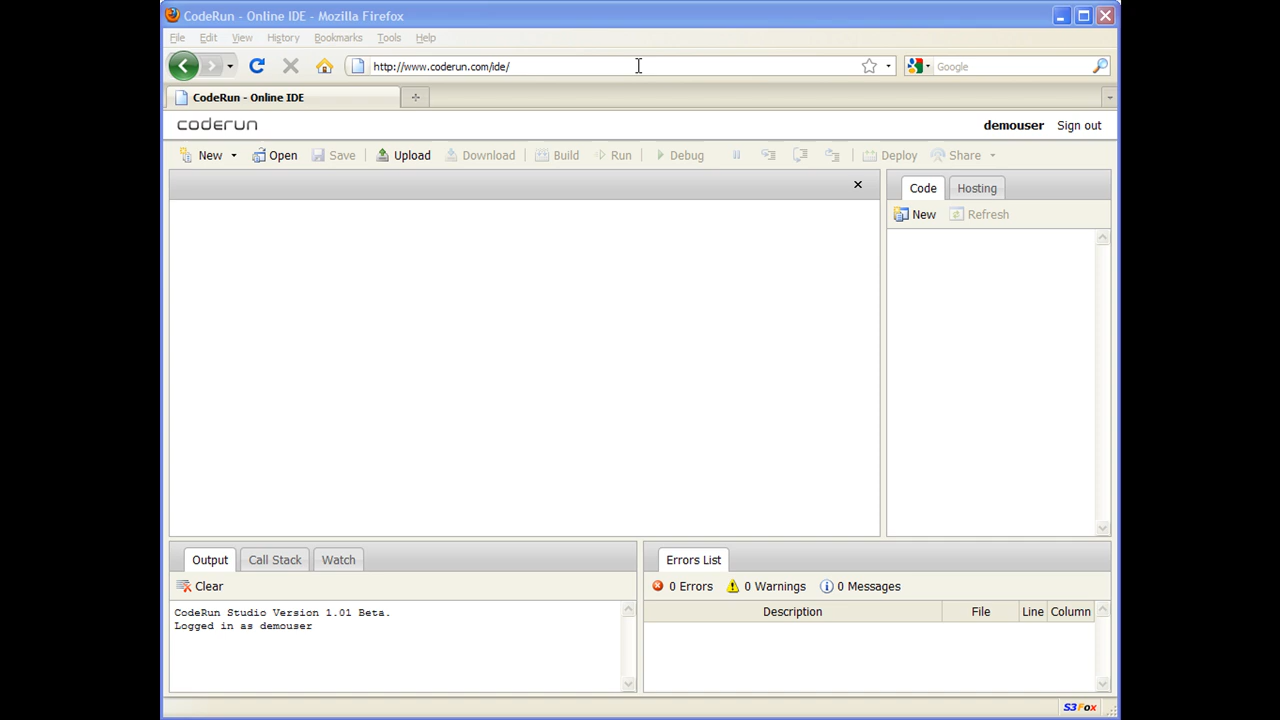 CodeRun - Online IDE - Mozilla Firefox
File Edit View History Bookmarks Tools Help
http://www.coderun.com/ide/ Google
CodeRun - Online IDE
coderun demouser Sign out
New Open Save Upload Download Build Run Debug Deploy Share
Code Hosting
New Refresh
Output Call Stack Watch Errors List
Clear 0 Errors 0 Warnings 0 Messages
Description File Line Column
CodeRun Studio Version 1.01 Beta.
Logged in as demouser
S3Fox